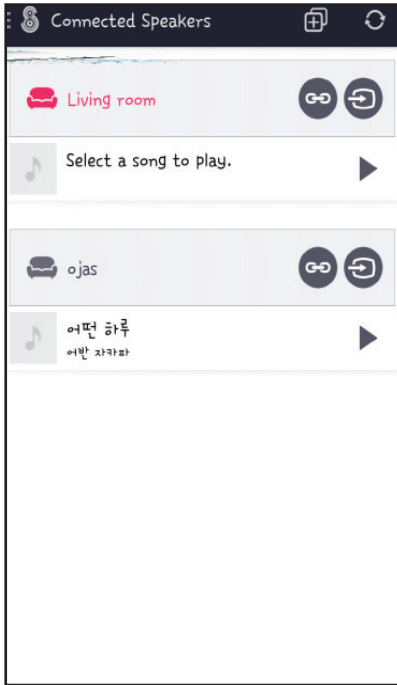 Connected Speakers
Living room
Select a song to play.
ojas
어떤 하루
어반 자카파